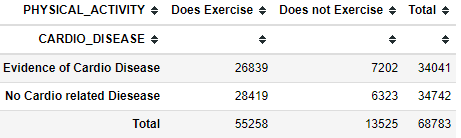 PHYSICAL_ACTIVITY Does Exercise Does not Exercise Total
CARDIO_DISEASE
Evidence of Cardio Disease 26839 7202 34041
No Cardio related Diesease 28419 6323 34742
Total 55258 13525 68783